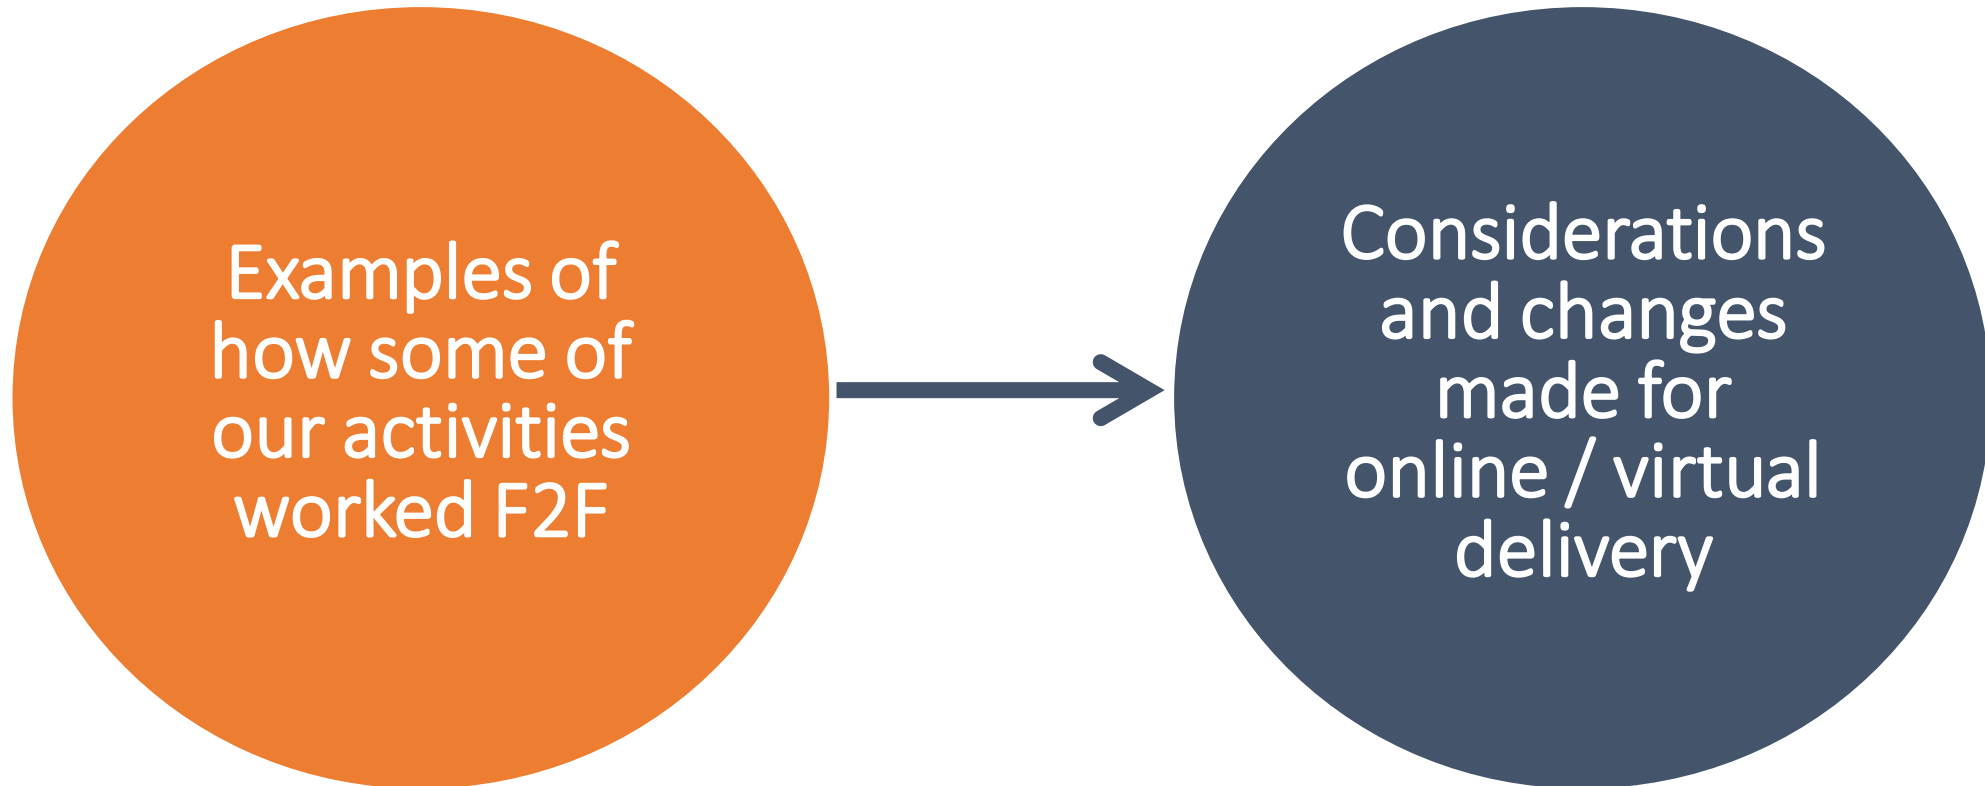 Examples of
how some of
our activities
worked F2F
Considerations
and changes
made for
online / virtual
delivery